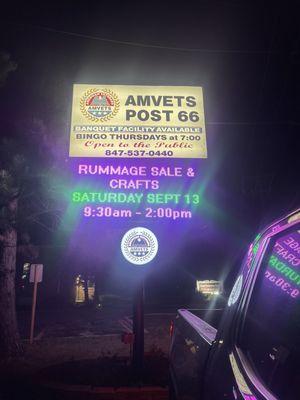 AMVETS
POST 66
BANQUET FACILITY AVAILABLE
BINGO THURSDAYS at 7:00
Open to the Public
847-537-0440
RUMMAGE SALE &
CRAFTS
SATURDAY SEPT 13
9:30am - 2:00pm
AMVETS